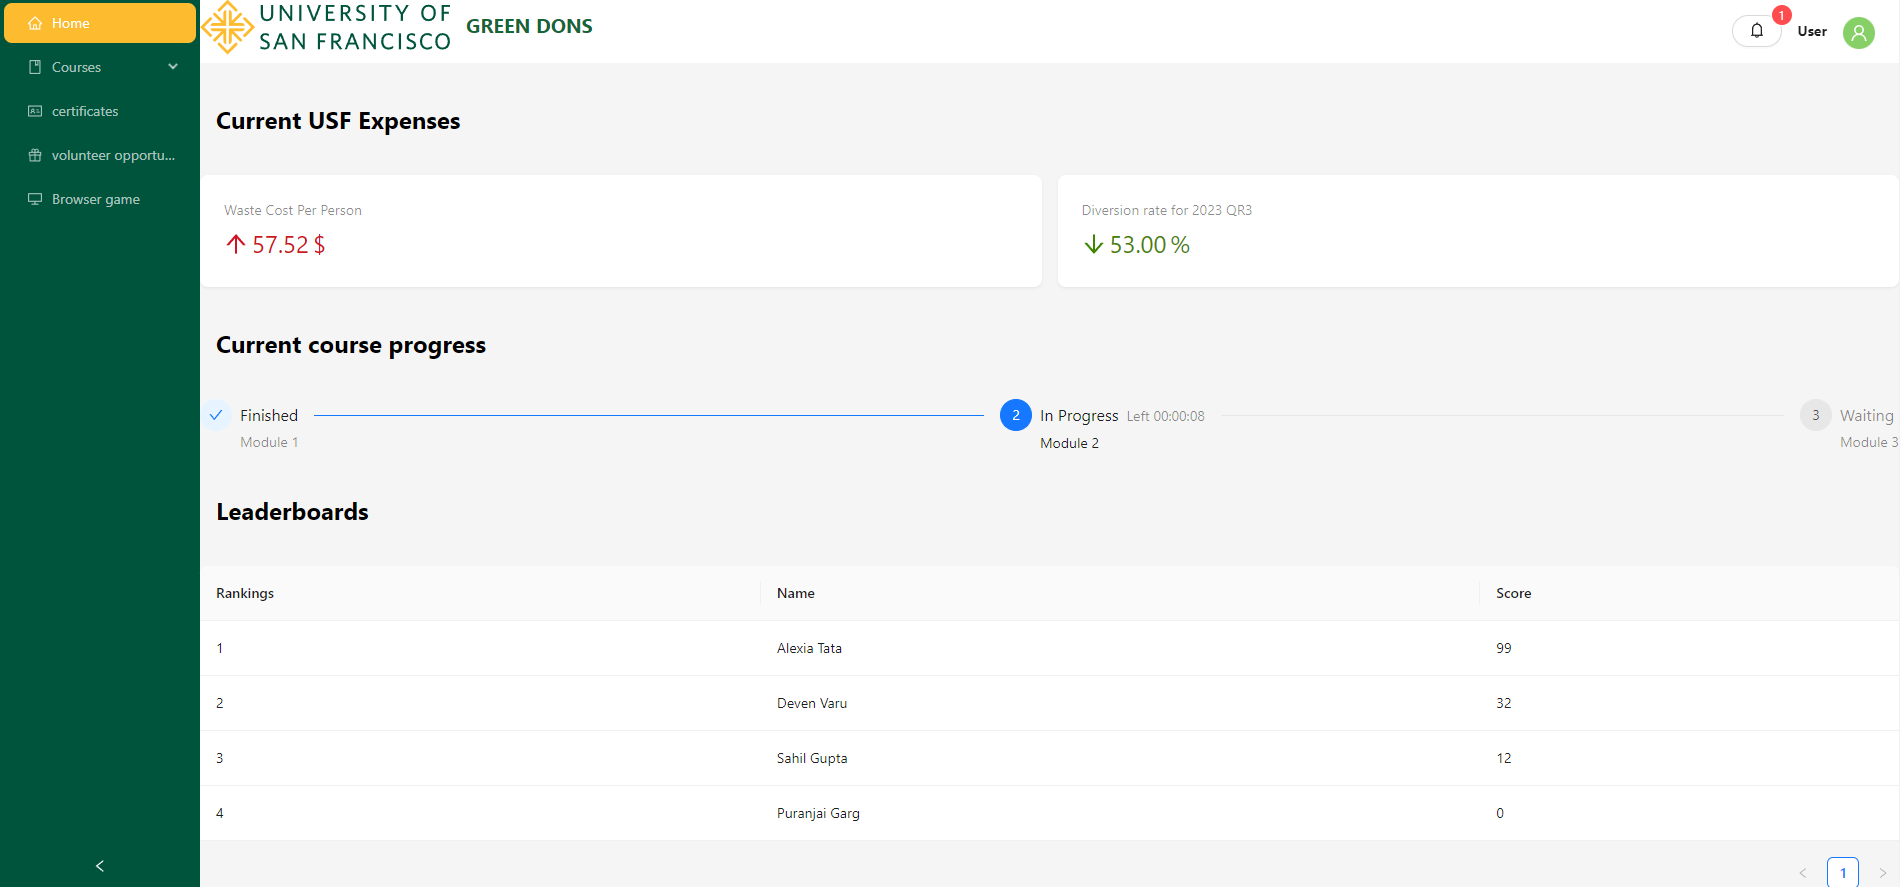 Home
Courses
certificates
volunteer opportu...
Browser game
UNIVERSITY OF
SAN FRANCISCO
GREEN DONS
1
User
Current USF Expenses
Waste Cost Per Person
57.52 $
Diversion rate for 2023 QR3
53.00 %
Current course progress
Finished
Module 1
2
In Progress Left 00:00:08
Module 2
3
Waiting
Module 3
Leaderboards
Rankings Name Score
1 Alexia Tata 99
2 Deven Varu 32
3 Sahil Gupta 12
4 Puranjai Garg 0
1